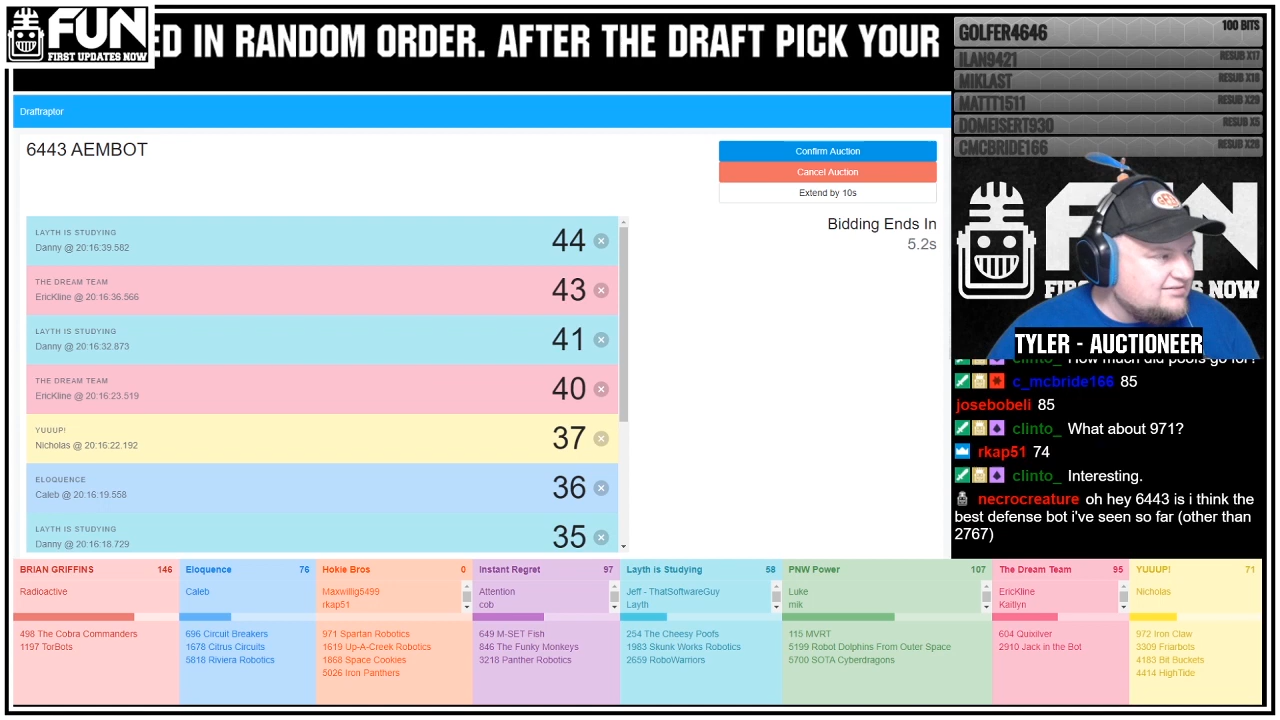 FUN
FIRST UPDATES NOW
ED IN RANDOM ORDER. AFTER THE DRAFT PICK YOUR
Draftraptor
6443 AEMBOT
Confirm Auction
Cancel Auction
Extend by 10s
Bidding Ends In
5.2s
LAYTH IS STUDYING
Danny @ 20:16:39.582
44
THE DREAM TEAM
EricKline @ 20:16:36.566
43
LAYTH IS STUDYING
Danny @ 20:16:32.873
41
THE DREAM TEAM
EricKline @ 20:16:23.519
40
YUUUP!
Nicholas @ 20:16:22.192
37
ELOQUENCE
Caleb @ 20:16:19.558
36
LAYTH IS STUDYING
Danny @ 20:16:18.729
35
GOLFER4646 100 BITS
ILAN9421 RESUB X17
MIKLAST RESUB X18
MATTT1511 RESUB X29
DOMEISERT930 RESUB X5
CMCBRIDE166 RESUB X28
TYLER - AUCTIONEER
clinto_ How much did poofs go for?
c_mcbride166 85
josebobeli 85
clinto_ What about 971?
rkap51 74
clinto_ Interesting.
necrocreature oh hey 6443 is i think the
best defense bot i've seen so far (other than
2767)
BRIAN GRIFFINS 146
Radioactive
498 The Cobra Commanders
1197 TorBots
Eloquence 76
Caleb
696 Circuit Breakers
1678 Citrus Circuits
5818 Riviera Robotics
Hokie Bros 0
Maxwillig5499
rkap51
971 Spartan Robotics
1619 Up-A-Creek Robotics
1868 Space Cookies
5026 Iron Panthers
Instant Regret 97
Attention
cob
649 M-SET Fish
846 The Funky Monkeys
3218 Panther Robotics
Layth is Studying 58
Jeff - ThatSoftwareGuy
Layth
254 The Cheesy Poofs
1983 Skunk Works Robotics
2659 RoboWarriors
PNW Power 107
Luke
mik
115 MVRT
5199 Robot Dolphins From Outer Space
5700 SOTA Cyberdragons
The Dream Team 95
EricKline
Kaitlyn
604 Quixilver
2910 Jack in the Bot
YUUUP! 71
Nicholas
972 Iron Claw
3309 Friarbots
4183 Bit Buckets
4414 HighTide